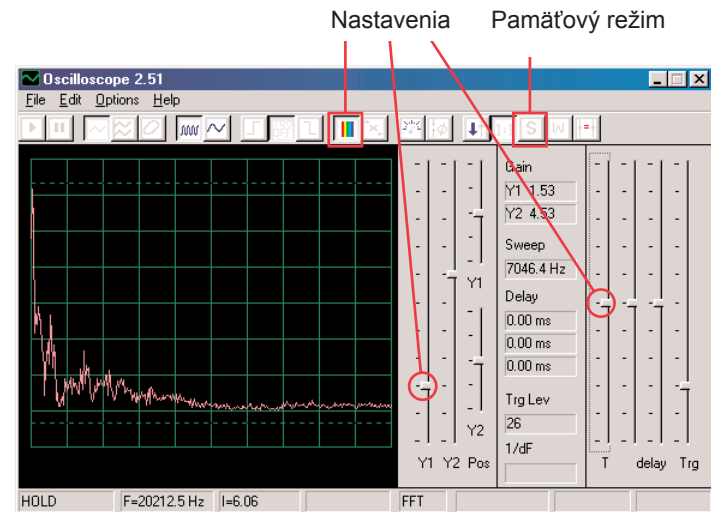 Nastavenia Pamäťový režim
Oscilloscope 2.51
File Edit Options Help
S W
Gain
Y1 1.53
Y2 4.53
Sweep
7046.4 Hz
Y1
Delay
0.00 ms
0.00 ms
0.00 ms
Trg Lev
26
Y2
1/dF
Y1 Y2 Pos T delay Trg
HOLD F=20212.5 Hz I=6.06 FFT